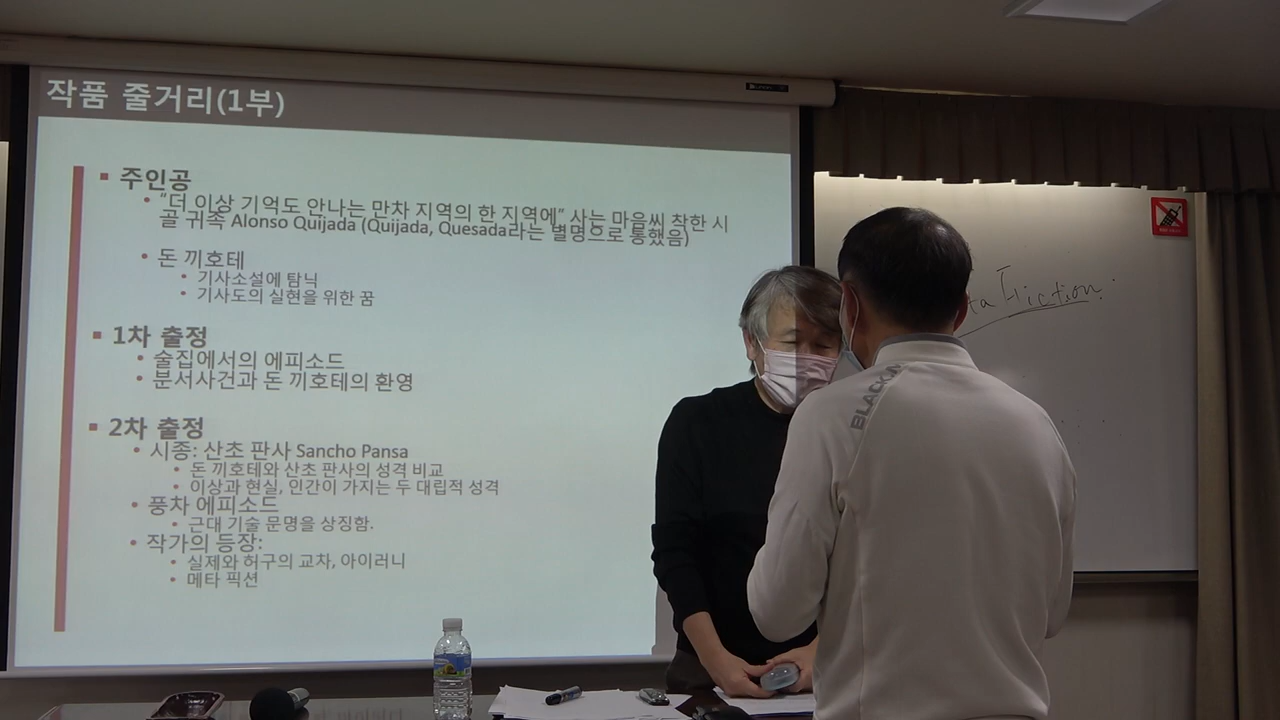 작품 줄거리(1부)
▪ 주인공
• “더 이상 기억도 안나는 만차 지역의 한 지역에” 사는 마음씨 착한 시
골 귀족 Alonso Quijada (Quijada, Quesada라는 별명으로 통했음)
• 돈 끼호테
• 기사소설에 탐닉
• 기사도의 실현을 위한 꿈
▪ 1차 출정
• 술집에서의 에피소드
• 분서사건과 돈 끼호테의 환영
▪ 2차 출정
• 시종: 산초 판사 Sancho Pansa
• 돈 끼호테와 산초 판사의 성격 비교
• 이상과 현실, 인간이 가지는 두 대립적 성격
• 풍차 에피소드
• 근대 기술 문명을 상징함.
• 작가의 등장:
• 실제와 허구의 교차, 아이러니
• 메타 픽션
ta Fiction.
BLACK